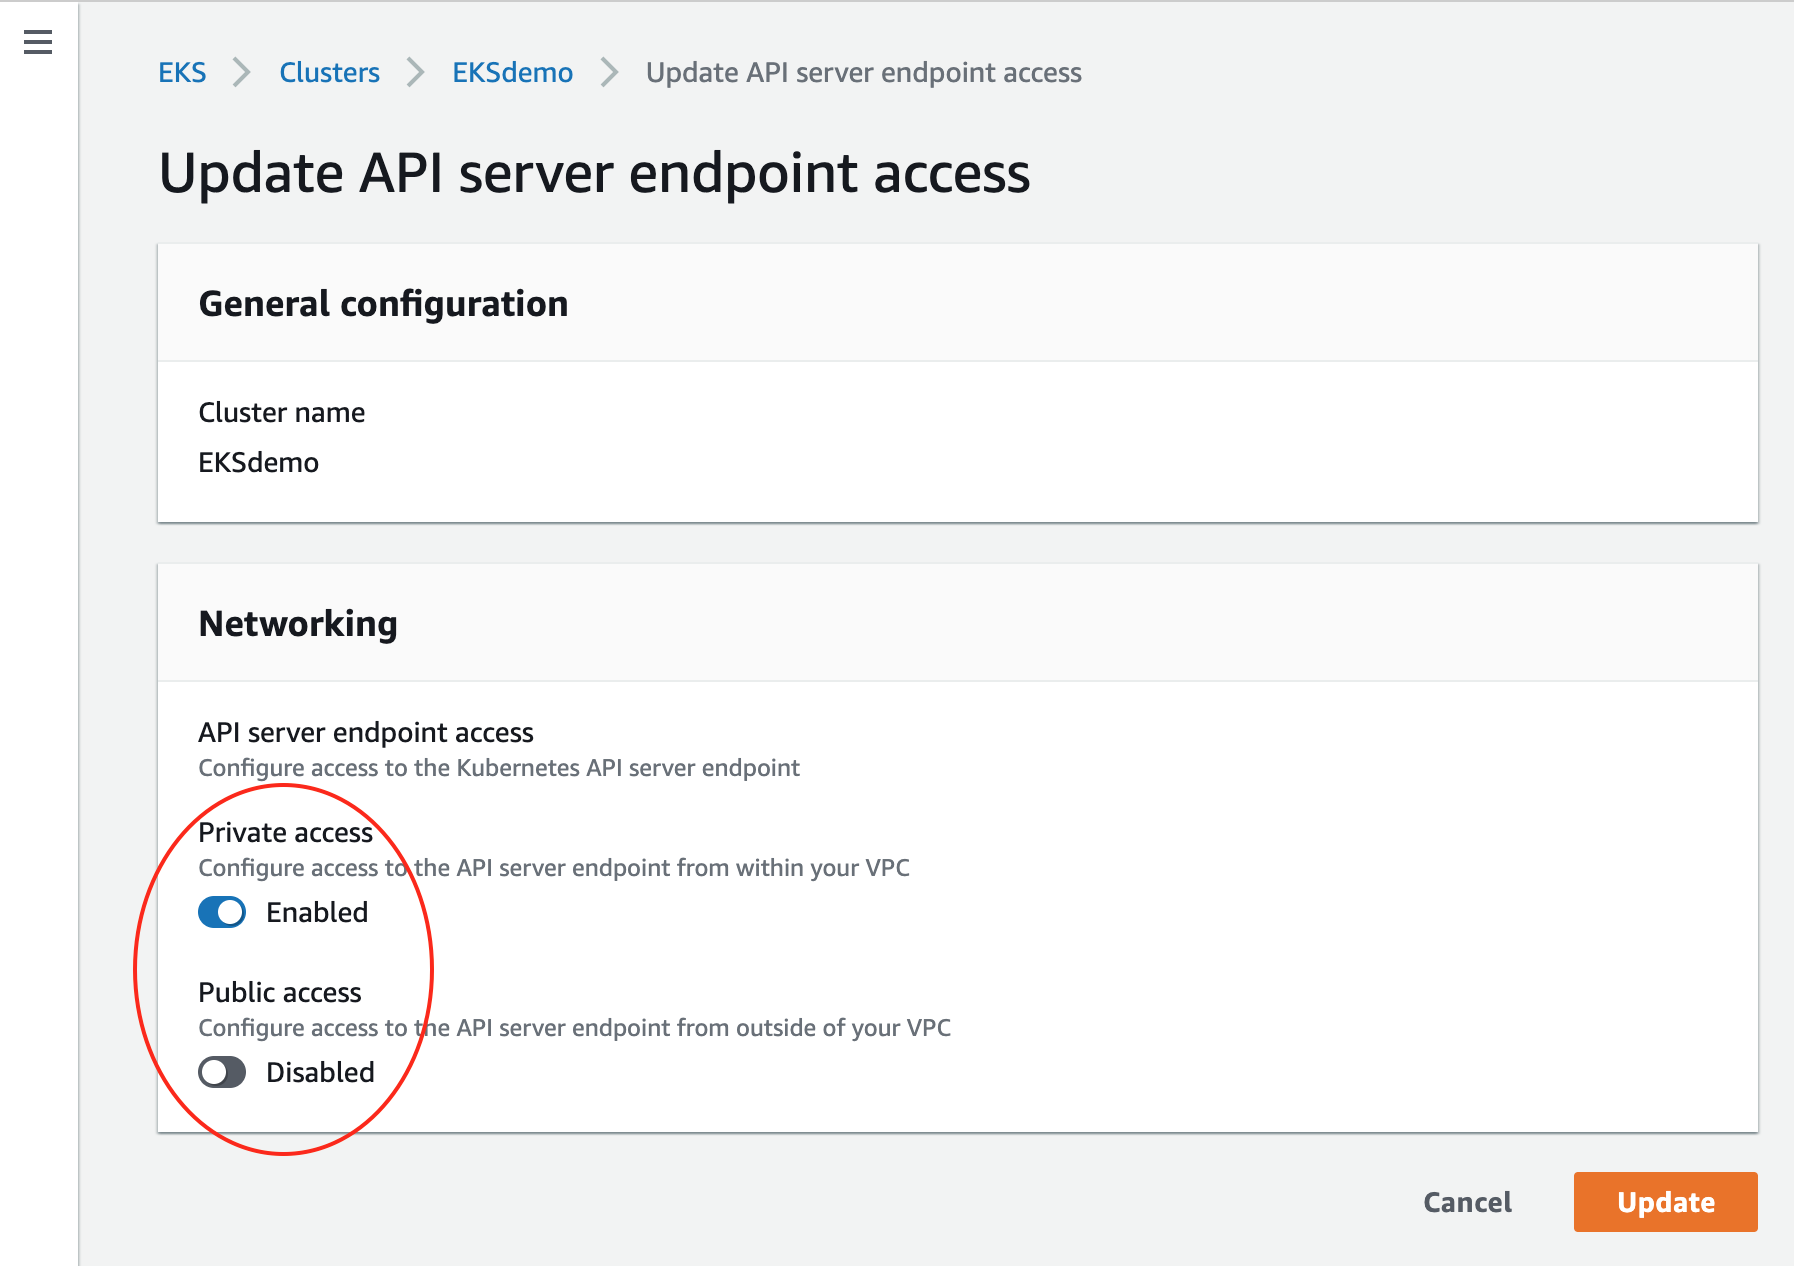 EKS > Clusters > EKSdemo > Update API server endpoint access
Update API server endpoint access
General configuration
Cluster name
EKSdemo
Networking
API server endpoint access
Configure access to the Kubernetes API server endpoint
Private access
Configure access to the API server endpoint from within your VPC
Enabled
Public access
Configure access to the API server endpoint from outside of your VPC
Disabled
Cancel Update